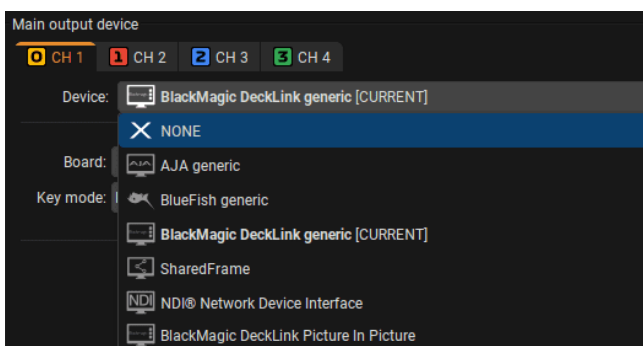 Main output device
0 CH 1 1 CH 2 2 CH 3 3 CH 4
Device: BlackMagic DeckLink generic [CURRENT]
NONE
Board: AJA generic
Key mode: BlueFish generic
BlackMagic DeckLink generic [CURRENT]
SharedFrame
NDI NDI® Network Device Interface
BlackMagic DeckLink Picture In Picture